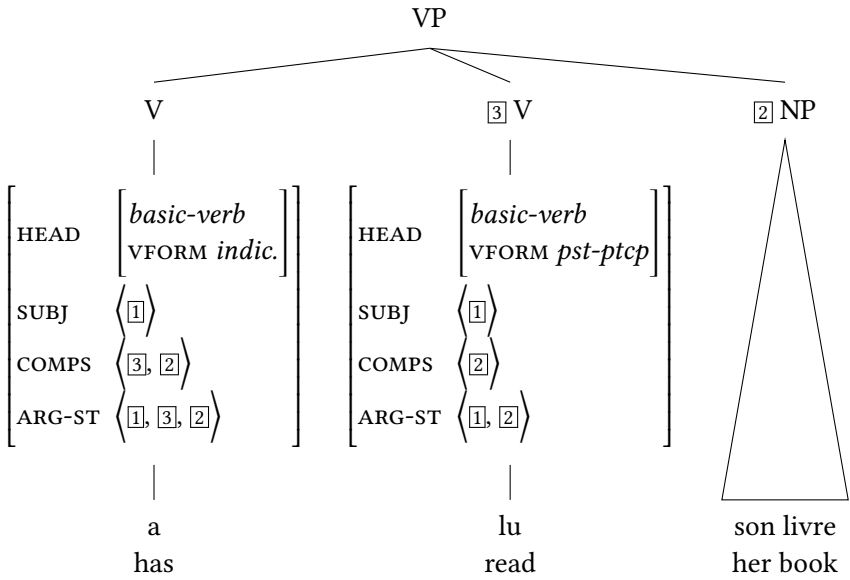 VP
V 3 V 2 NP
HEAD [basic-verb VFORM indic.] HEAD [basic-verb VFORM pst-ptcp]
SUBJ ⟨1⟩ SUBJ ⟨1⟩
COMPS ⟨3, 2⟩ COMPS ⟨2⟩
ARG-ST ⟨1, 3, 2⟩ ARG-ST ⟨1, 2⟩
a lu son livre
has read her book